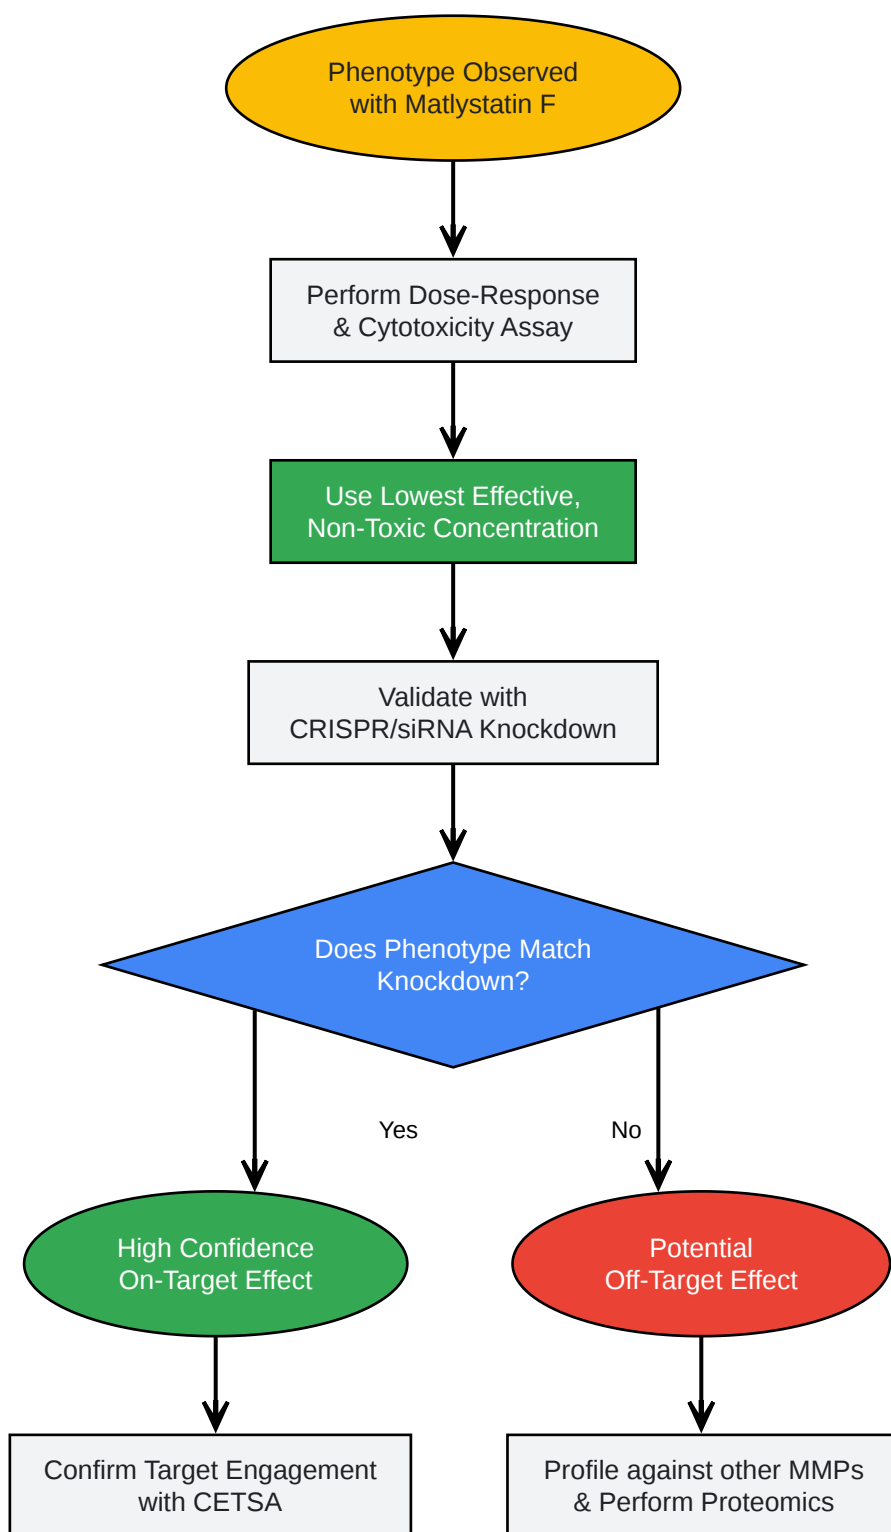 Phenotype Observed
with Matlystatin F
Perform Dose-Response
& Cytotoxicity Assay
Use Lowest Effective,
Non-Toxic Concentration
Validate with
CRISPR/siRNA Knockdown
Does Phenotype Match
Knockdown?
Yes
No
High Confidence
On-Target Effect
Potential
Off-Target Effect
Confirm Target Engagement
with CETSA
Profile against other MMPs
& Perform Proteomics